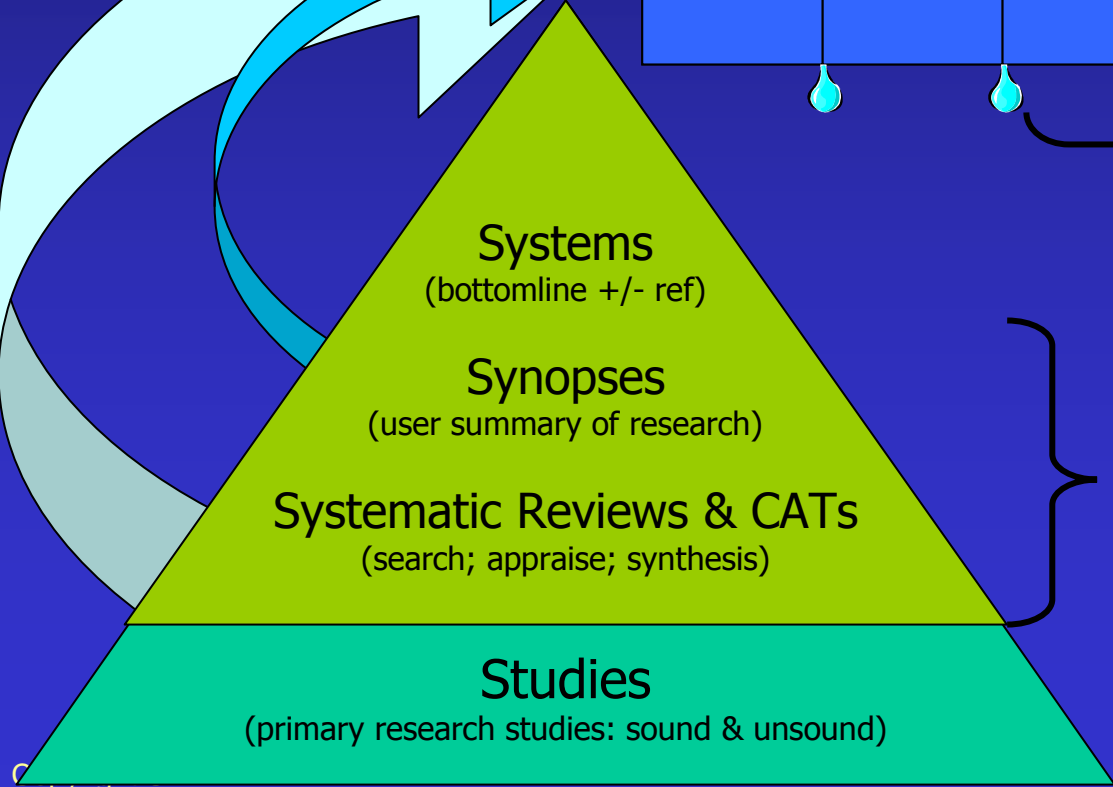 Systems
(bottomline +/- ref)
Synopses
(user summary of research)
Systematic Reviews & CATs
(search; appraise; synthesis)
Studies
(primary research studies: sound & unsound)